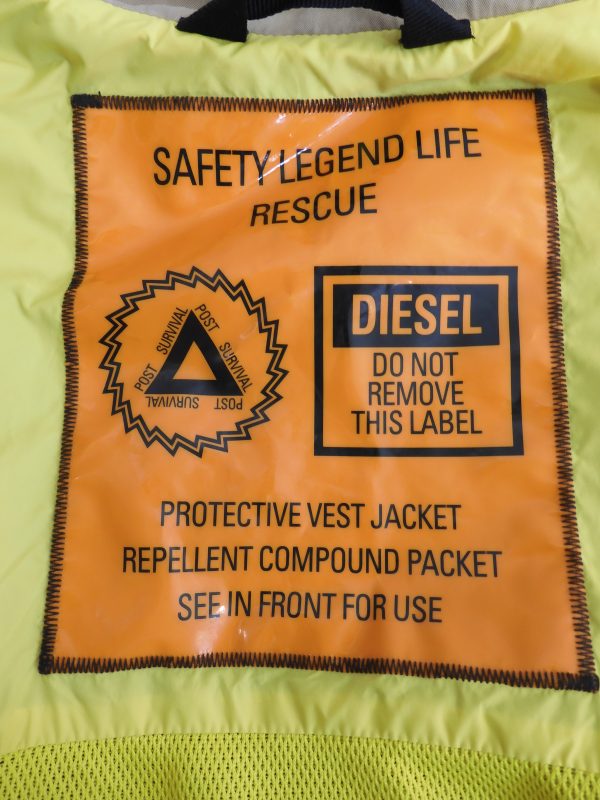 SAFETY LEGEND LIFE
RESCUE
POST SURVIVAL
POST SURVIVAL
POST SURVIVAL
DIESEL
DO NOT
REMOVE
THIS LABEL
PROTECTIVE VEST JACKET
REPELLENT COMPOUND PACKET
SEE IN FRONT FOR USE